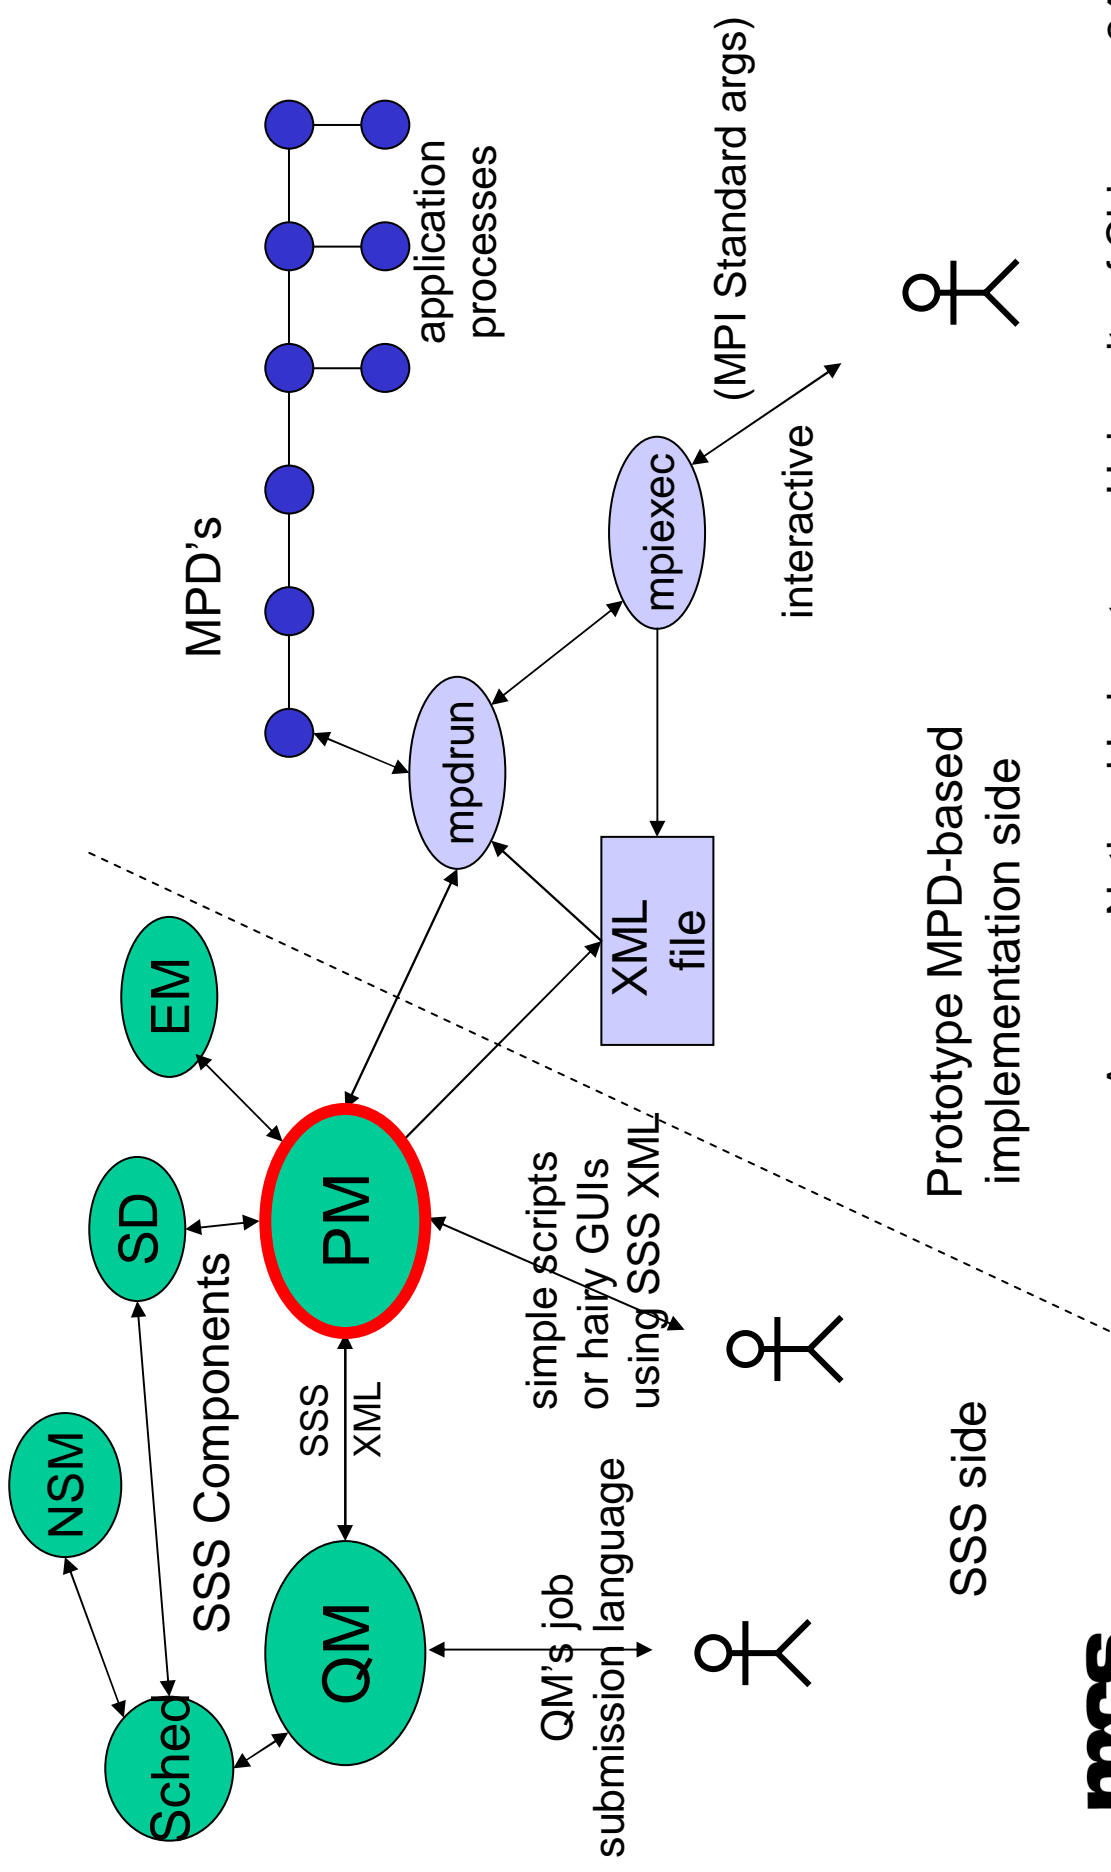 NSM
SD
EM
Sched
SSS Components
MPD's
QM
SSS
XML
PM
mpdrun
application
processes
QM's job
submission language
simple scripts
or hairy GUIs
using SSS XML
XML
file
mpiexec
(MPI Standard args)
interactive
SSS side
Prototype MPD-based
implementation side
mcs